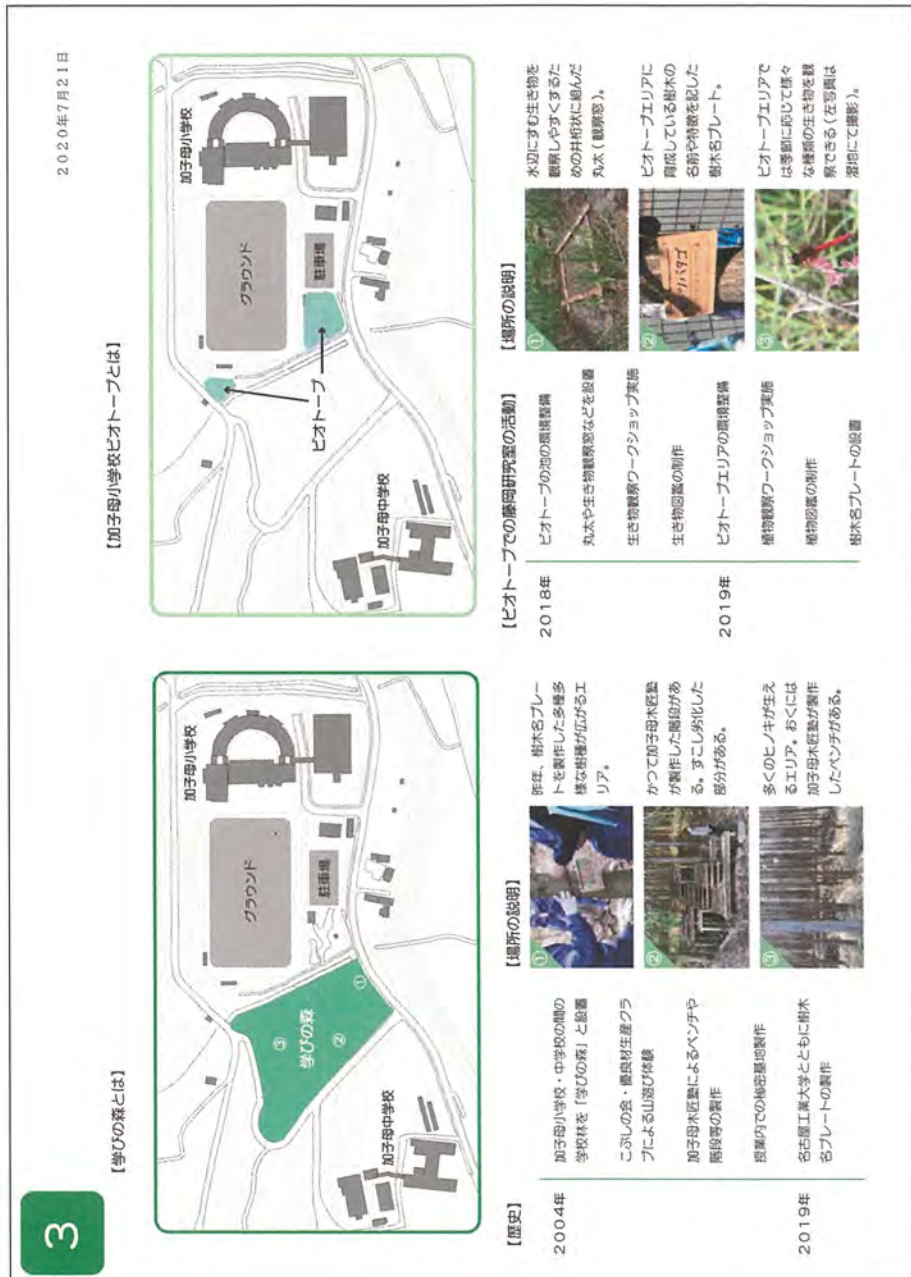 3
2020年7月21日
【学びの森とは】
加子母小学校
グラウンド
駐車場
学びの森
①
②
③
加子母中学校
【歴史】
2004年
加子母小学校・中学校の間の
学校林を「学びの森」と設置
こぶしの会・優良材生産クラ
ブによる山遊び体験
加子母木匠塾によるベンチや
階段等の製作
授業内での秘密基地製作
2019年
名古屋工業大学とともに樹木
名プレートの製作
【場所の説明】
①
昨年、樹木名プレー
トを製作した多種多
様な樹種が広がるエ
リア。
②
かつて加子母木匠塾
が製作した階段があ
る。すこし劣化した
部分がある。
③
多くのヒノキが生え
るエリア。おくには
加子母木匠塾が製作
したベンチがある。
【加子母小学校ビオトープとは】
加子母小学校
グラウンド
駐車場
ビオトープ
加子母中学校
【ビオトープでの藤岡研究室の活動】
2018年
ビオトープの池の環境整備
丸太や生き物観察窓などを設置
生き物観察ワークショップ実施
生き物図鑑の制作
2019年
ビオトープエリアの環境整備
植物観察ワークショップ実施
植物図鑑の制作
樹木名プレートの設置
【場所の説明】
①
水辺にすむ生き物を
観察しやすくするた
めの井桁状に組んだ
丸太(観察窓)。
②
ビオトープエリアに
育成している樹木の
名前や特徴を記した
樹木名プレート。
③
ビオトープエリアで
は季節に応じて様々
な種類の生き物を観
察できる(左写真は
湿地にて撮影)。